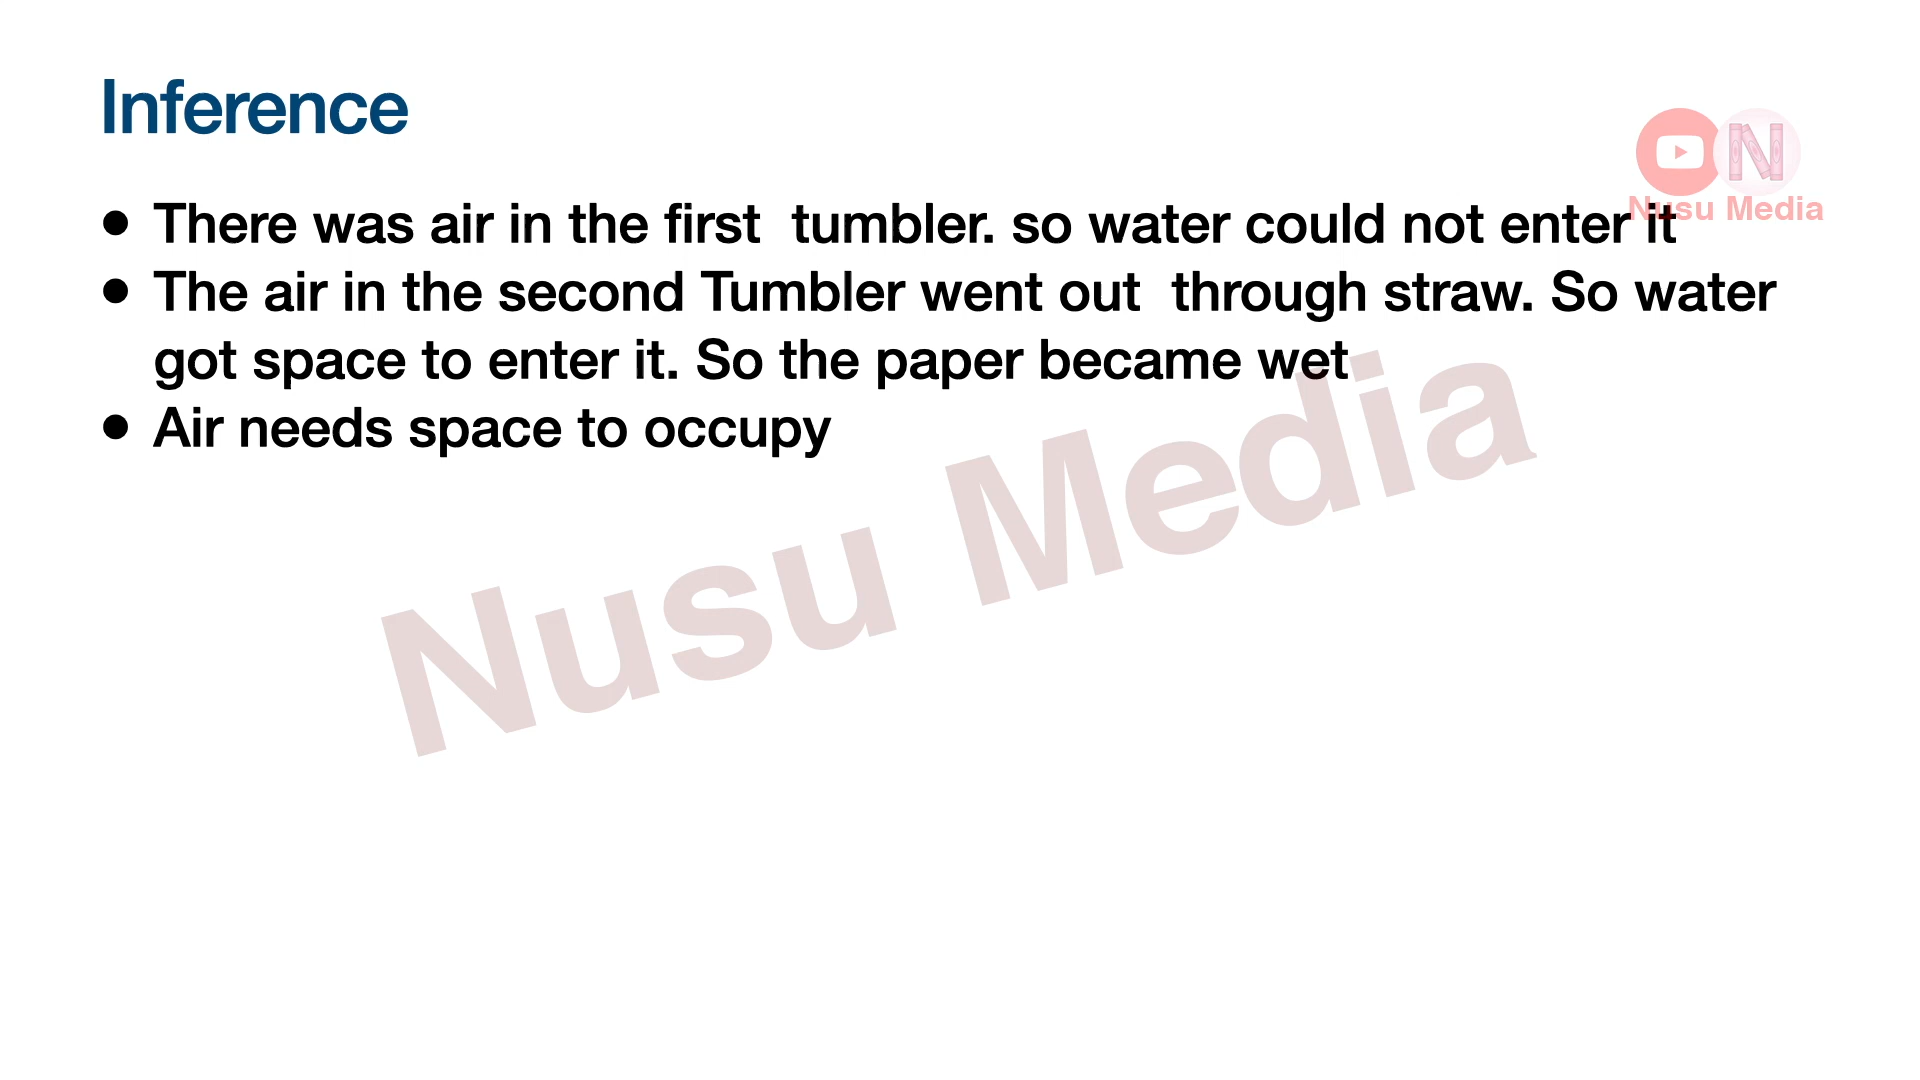 Inference
Nusu Media
• There was air in the first  tumbler. so water could not enter it
• The air in the second Tumbler went out  through straw. So water
got space to enter it. So the paper became wet
• Air needs space to occupy
Nusu Media